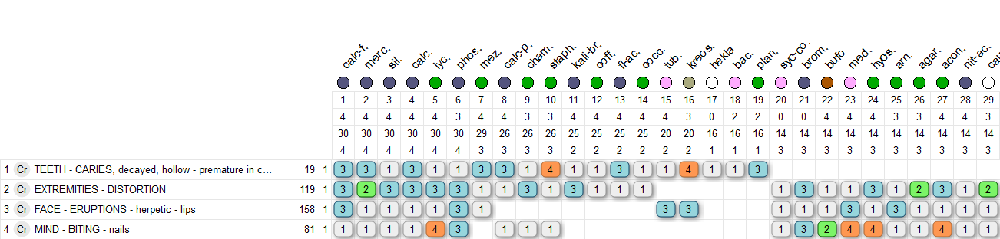 calc-f. merc. sil. calc. lyc. phos. mez. calc-p. cham. staph. kali-br. coff. fl-ac. cocc. tub. kreos. hekla bac. plan. syc-co. brom. bufo med. hyos. arn. agar. acon. nit-ac.
1 2 3 4 5 6 7 8 9 10 11 12 13 14 15 16 17 18 19 20 21 22 23 24 25 26 27 28 29
4 4 4 4 4 3 4 3 3 3 4 4 4 4 2 3 0 2 2 0 0 4 4 4 3 3 4 4 3
30 30 30 30 30 30 29 26 26 26 25 25 25 25 20 20 16 16 16 14 14 14 14 14 14 14 14 14 14
4 4 4 4 4 4 3 3 3 3 2 2 2 2 2 2 1 1 1 3 3 3 3 3 3 3 3 3 3
1 Cr TEETH - CARIES, decayed, hollow - premature in c... 19 1 3 3 1 3 1 1 3 3 1 4 1 1 3 1 1 4 1 1 3
2 Cr EXTREMITIES - DISTORTION 119 1 3 2 3 3 3 3 1 1 3 1 3 1 1 1 1 3 1 1 3 1 2 3 1 2
3 Cr FACE - ERUPTIONS - herpetic - lips 158 1 3 1 1 1 1 3 1 3 3 1 1 1 3 1 3 1 1 1 1
4 Cr MIND - BITING - nails 81 1 1 1 1 1 4 3 1 1 1 1 3 2 4 4 1 1 4 1 1